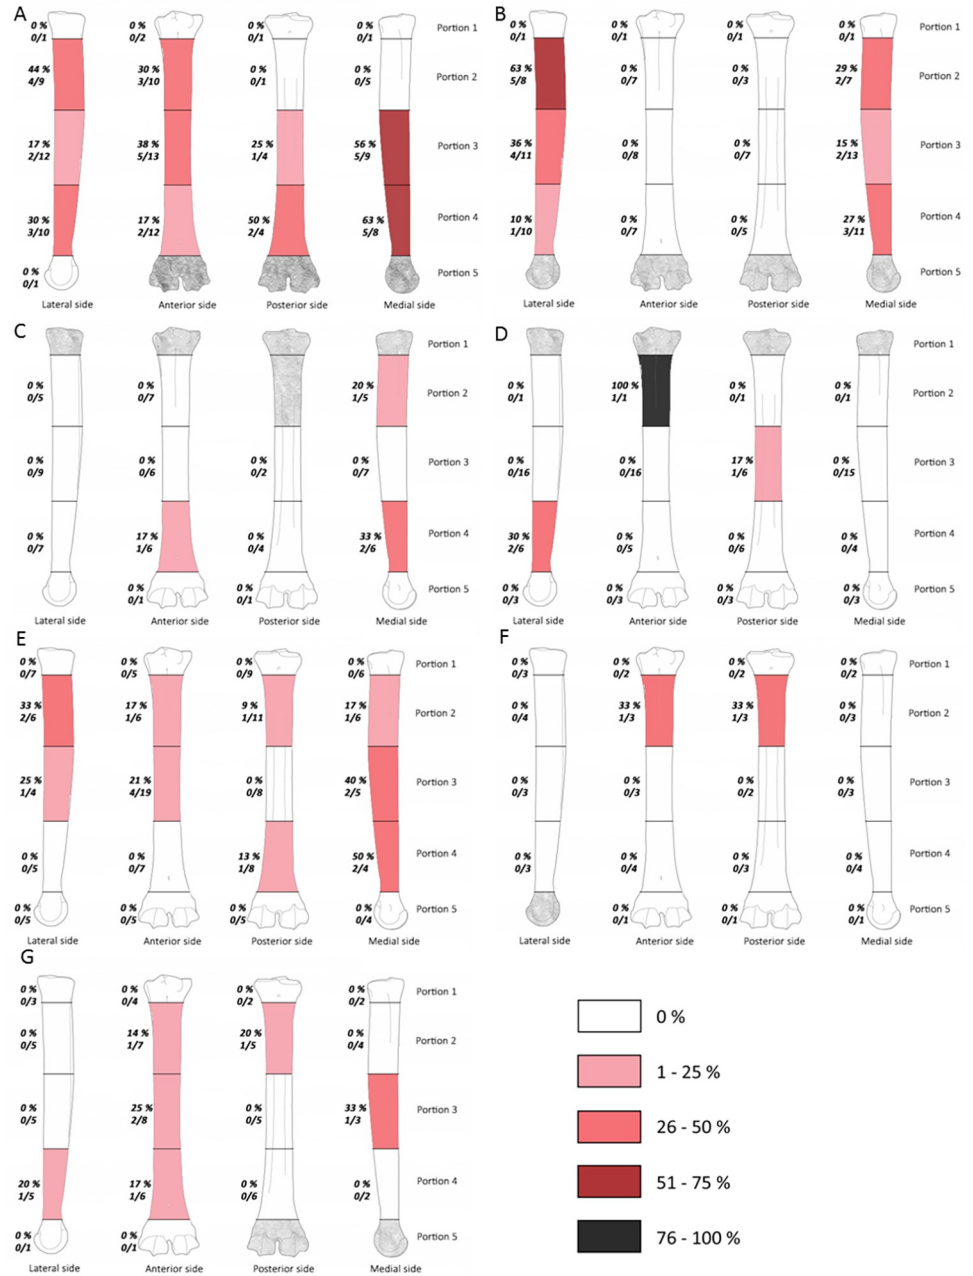 A
0 % 0 % 0 % 0 % Portion 1
0/1 0/2 0/1 0/1
44 % 30 % 0 % 0 % Portion 2
4/9 3/10 0/1 0/5
17 % 38 % 25 % 56 % Portion 3
2/12 5/13 1/4 5/9
30 % 17 % 50 % 63 % Portion 4
3/10 2/12 2/4 5/8
0 % Portion 5
0/1
Lateral side Anterior side Posterior side Medial side
B
0 % 0 % 0 % 0 % Portion 1
0/1 0/1 0/1 0/1
63 % 0 % 0 % 29 % Portion 2
5/8 0/7 0/3 2/7
36 % 0 % 0 % 15 % Portion 3
4/11 0/8 0/7 2/13
10 % 0 % 0 % 27 % Portion 4
1/10 0/7 0/5 3/11
Portion 5
Lateral side Anterior side Posterior side Medial side
C
Portion 1
0 % 0 % 20 % Portion 2
0/5 0/7 1/5
0 % 0 % 0 % 0 % Portion 3
0/9 0/6 0/2 0/7
0 % 17 % 0 % 33 % Portion 4
0/7 1/6 0/4 2/6
0 % 0 % Portion 5
0/1 0/1
Lateral side Anterior side Posterior side Medial side
D
Portion 1
0 % 100 % 0 % 0 % Portion 2
0/1 1/1 0/1 0/1
0 % 0 % 17 % 0 % Portion 3
0/16 0/16 1/6 0/15
30 % 0 % 0 % 0 % Portion 4
2/6 0/5 0/6 0/4
0 % 0 % 0 % 0 % Portion 5
0/3 0/3 0/3 0/3
Lateral side Anterior side Posterior side Medial side
E
0 % 0 % 0 % 0 % Portion 1
0/7 0/5 0/9 0/6
33 % 17 % 9 % 17 % Portion 2
2/6 1/6 1/11 1/6
25 % 21 % 0 % 40 % Portion 3
1/4 4/19 0/8 2/5
0 % 0 % 13 % 50 % Portion 4
0/5 0/7 1/8 2/4
0 % 0 % 0 % 0 % Portion 5
0/5 0/5 0/5 0/4
Lateral side Anterior side Posterior side Medial side
F
0 % 0 % 0 % 0 % Portion 1
0/3 0/2 0/2 0/2
0 % 33 % 33 % 0 % Portion 2
0/4 1/3 1/3 0/3
0 % 0 % 0 % 0 % Portion 3
0/3 0/3 0/2 0/3
0 % 0 % 0 % 0 % Portion 4
0/3 0/4 0/3 0/4
0 % 0 % 0 % Portion 5
0/1 0/1 0/1
Lateral side Anterior side Posterior side Medial side
G
0 % 0 % 0 % 0 % Portion 1
0/3 0/4 0/2 0/2
0 % 14 % 20 % 0 % Portion 2
0/5 1/7 1/5 0/4
0 % 25 % 0 % 33 % Portion 3
0/5 2/8 0/5 1/3
20 % 17 % 0 % 0 % Portion 4
1/5 1/6 0/6 0/2
0 % 0 % Portion 5
0/1 0/1
Lateral side Anterior side Posterior side Medial side
0 %
1 - 25 %
26 - 50 %
51 - 75 %
76 - 100 %